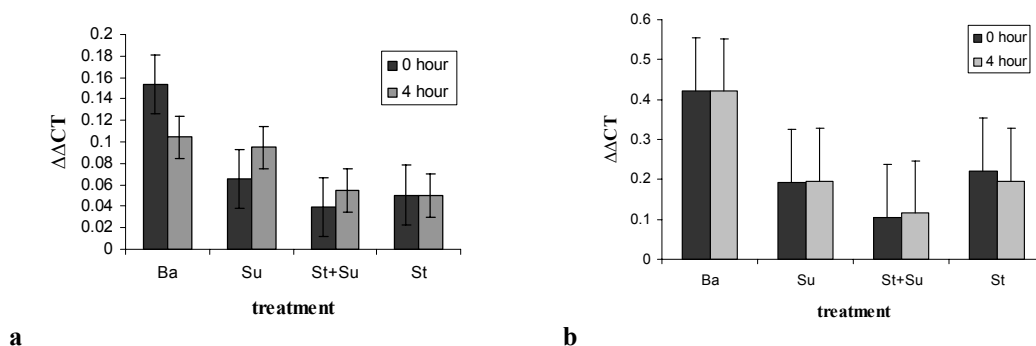 0.2
0.18
0.16
0.14
0.12
0.1
0.08
0.06
0.04
0.02
0
ΔΔCT
0 hour
4 hour
Ba Su St+Su St
treatment
a
0.6
0.5
0.4
0.3
0.2
0.1
0
ΔΔCT
0 hour
4 hour
Ba Su St+Su St
treatment
b